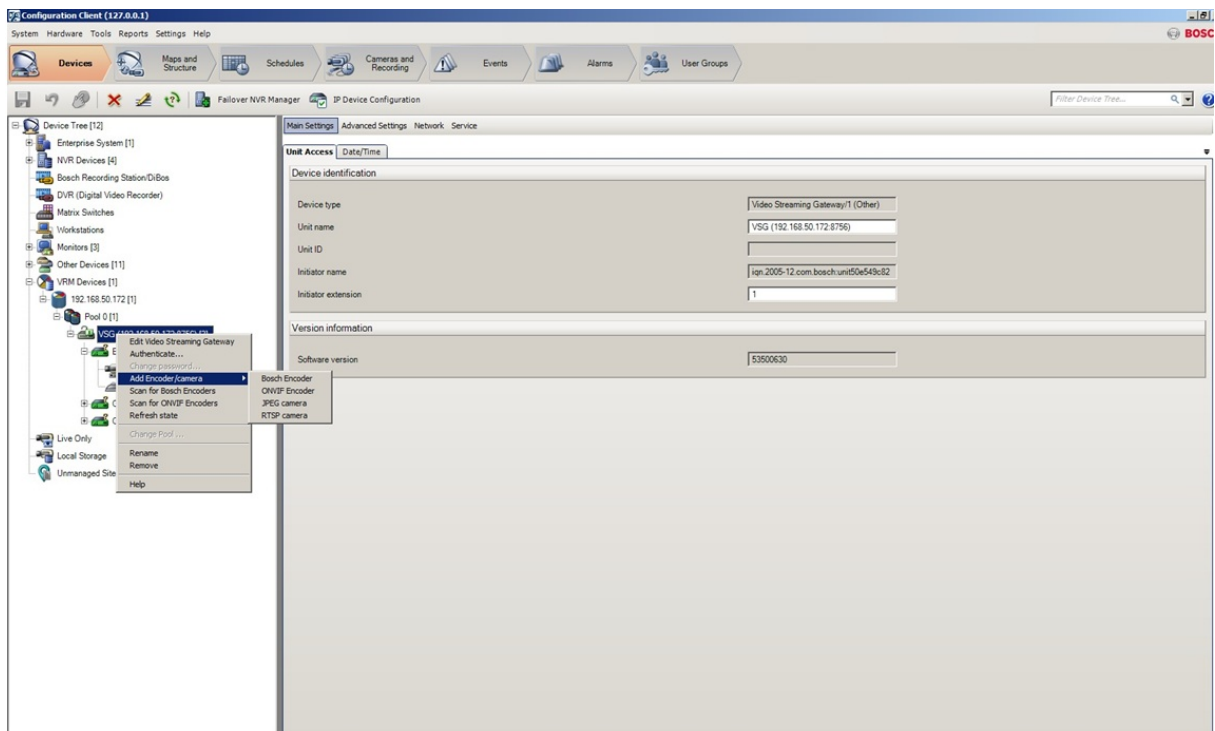 Configuration Client (127.0.0.1)
System Hardware Tools Reports Settings Help
BOSC
Devices
Maps and Structure
Schedules
Cameras and Recording
Events
Alarms
User Groups
Failover NVR Manager IP Device Configuration
Filter Device Tree...
Device Tree [12]
Enterprise System [1]
NVR Devices [4]
Bosch Recording Station/DiBos
DVR (Digital Video Recorder)
Matrix Switches
Workstations
Monitors [3]
Other Devices [11]
VRM Devices [1]
192.168.50.172 [1]
Pool 0 [1]
VSG (192.168.50.172:8756) [3]
E
C
C
Live Only
Local Storage
Unmanaged Site
Edit Video Streaming Gateway
Authenticate...
Change password...
Add Encoder/camera
Scan for Bosch Encoders
Scan for ONVIF Encoders
Refresh state
Change Pool ...
Rename
Remove
Help
Bosch Encoder
ONVIF Encoder
JPEG camera
RTSP camera
Main Settings Advanced Settings Network Service
Unit Access Date/Time
Device identification
Device type Video Streaming Gateway/1 (Other)
Unit name VSG (192.168.50.172:8756)
Unit ID
Initiator name iqn.2005-12.com.bosch:unit50e549c82
Initiator extension 1
Version information
Software version 53500630